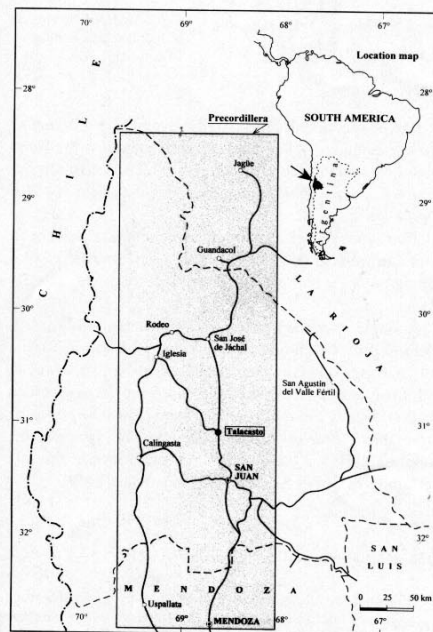 70°
69°
68°
67°
Location map
28°
28°
SOUTH AMERICA
Argentina
Precordillera
Jagüe
29°
29°
Guandacol
CHILE
LA RIOJA
30°
30°
Rodeo
San José
de Jáchal
Iglesia
San Agustín
del Valle Fértil
31°
31°
Talacasto
Calingasta
SAN
JUAN
32°
32°
SAN
LUIS
MENDOZA
Uspallata
0 25 50 km
MENDOZA
70°
69°
68°
67°